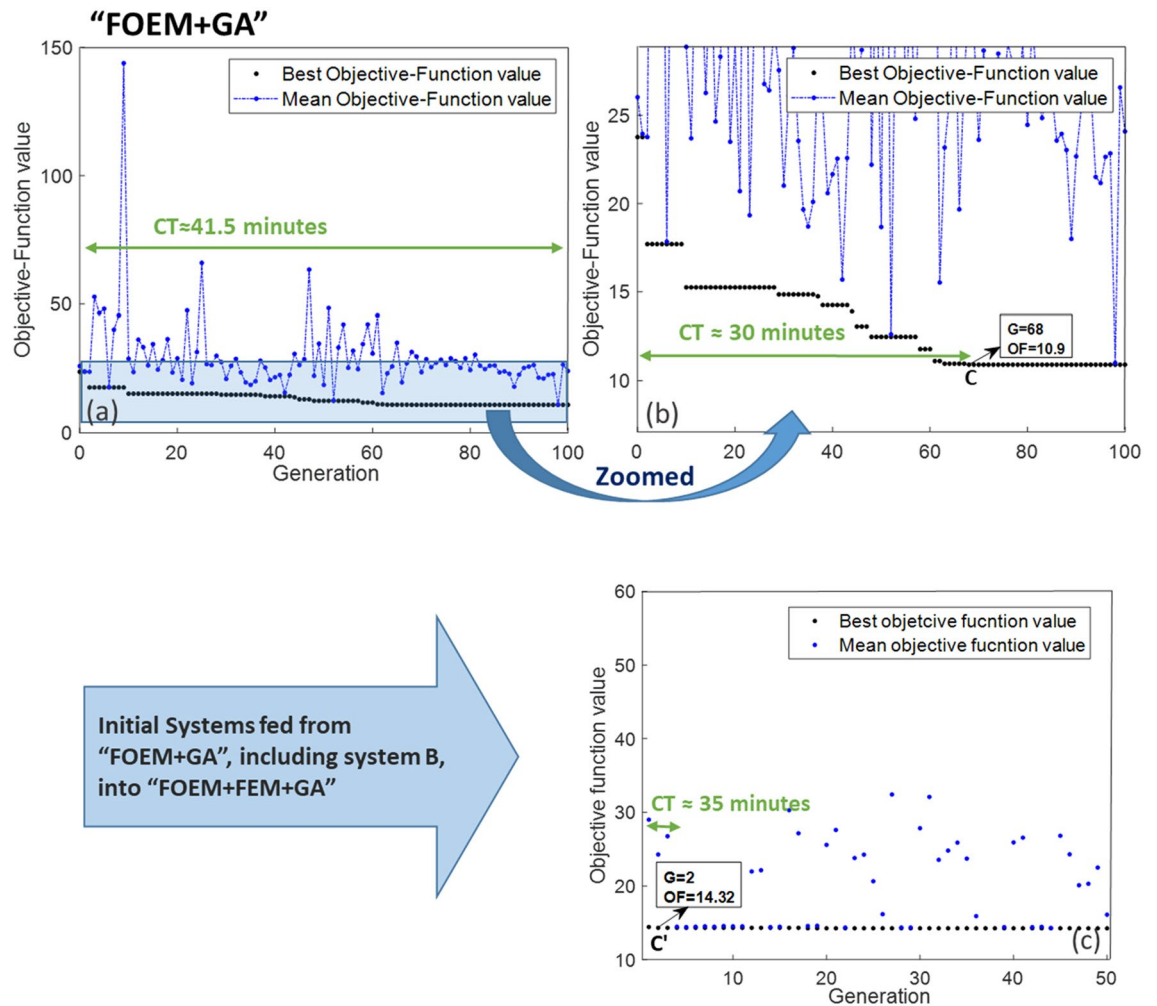 “FOEM+GA”
150
100
50
0
Objective-Function value
Best Objective-Function value
Mean Objective-Function value
CT≈41.5 minutes
(a)
0 20 40 60 80 100
Generation
25
20
15
10
Objective-Function value
Best Objective-Function value
Mean Objective-Function value
CT ≈ 30 minutes
G=68
OF=10.9
C
(b)
0 20 40 60 80 100
Zoomed
Initial Systems fed from
“FOEM+GA”, including system B,
into “FOEM+FEM+GA”
60
50
40
30
20
10
Objective function value
Best objetcive fucntion value
Mean objective fucntion value
CT ≈ 35 minutes
G=2
OF=14.32
C'
(c)
10 20 30 40 50
Generation